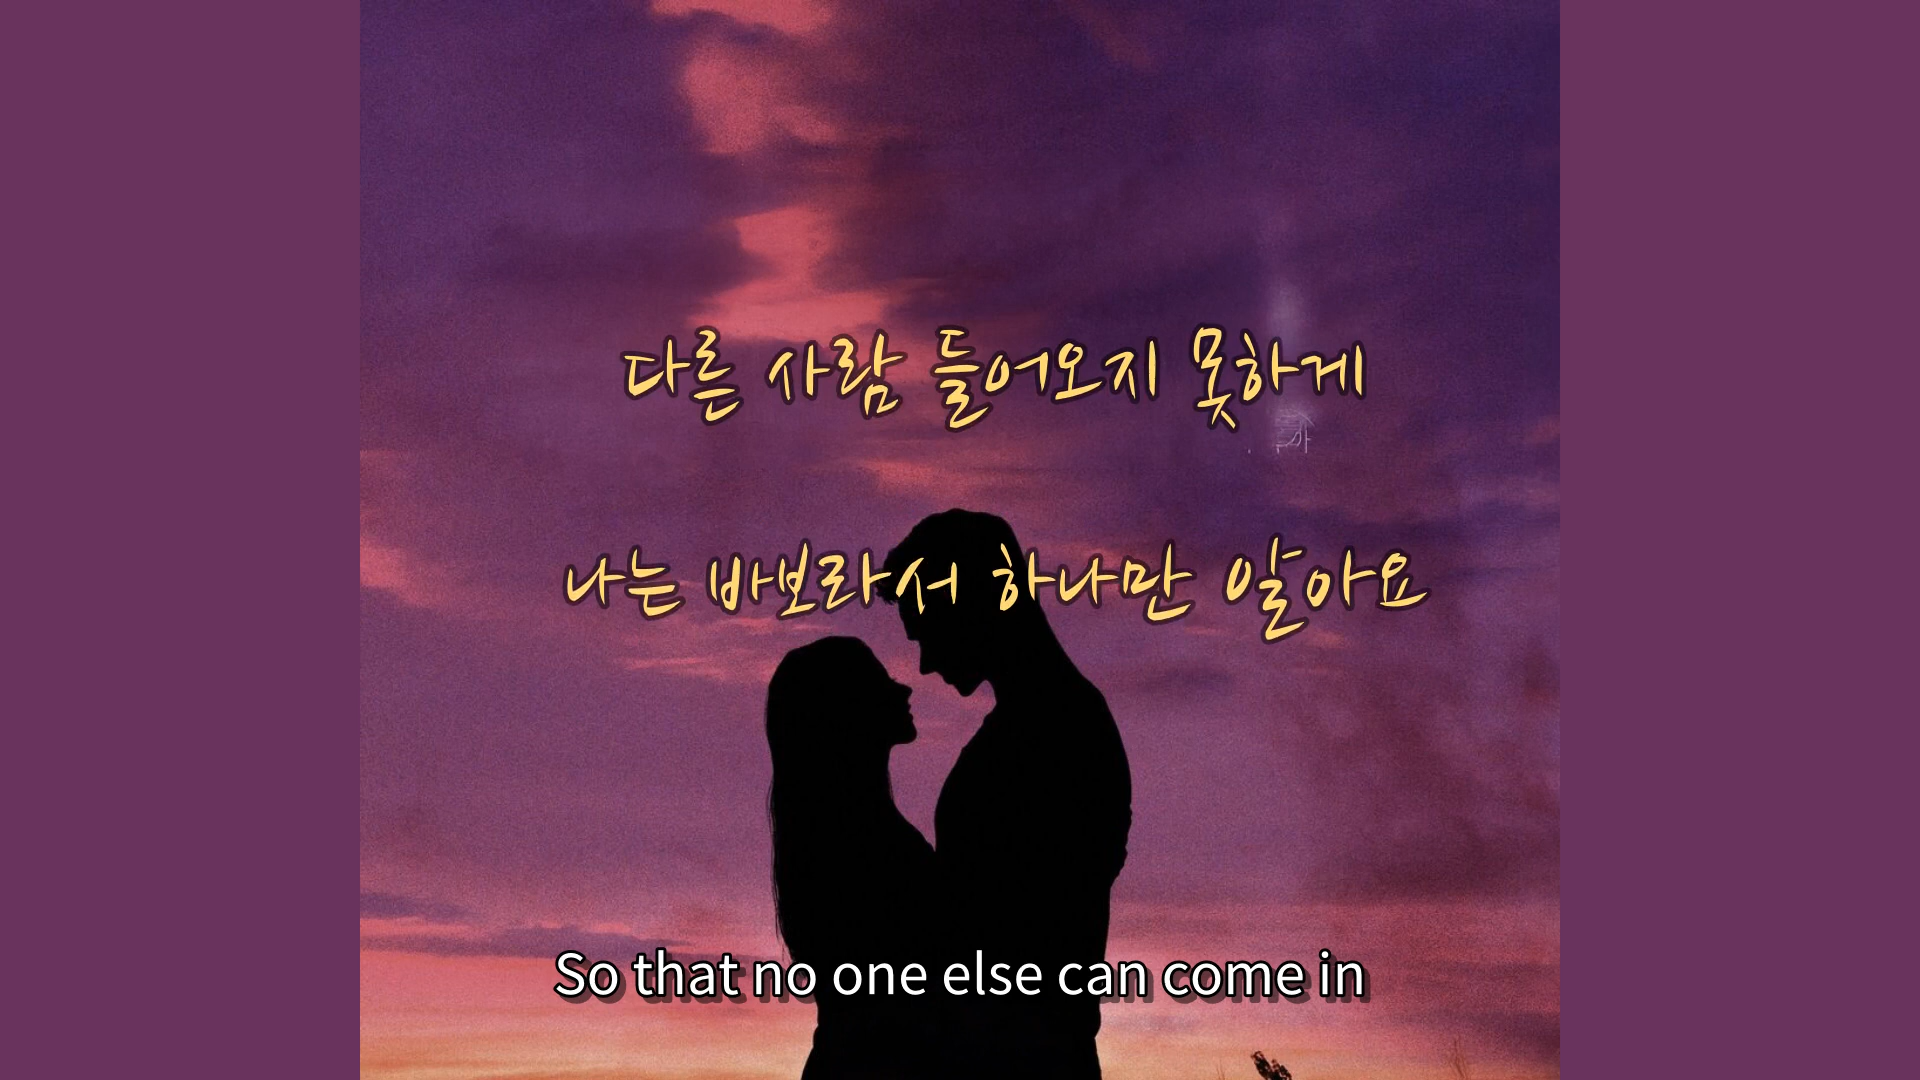 다른 사람 들어오지 못하게
나는 바보라서 하나만 알아요
So that no one else can come in